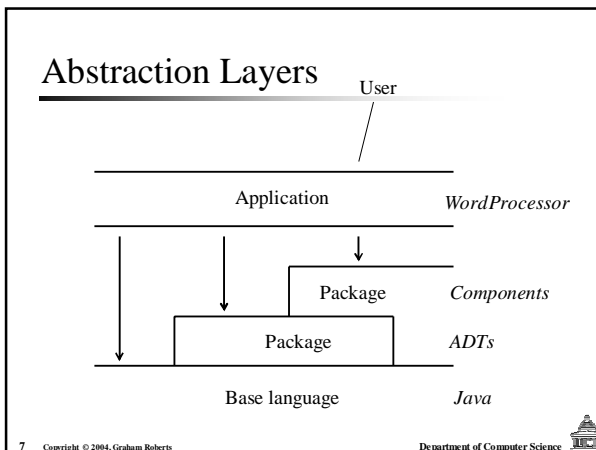 Abstraction Layers
User
Application
WordProcessor
Package
Components
Package
ADTs
Base language
Java
7 Copyright © 2004, Graham Roberts
Department of Computer Science